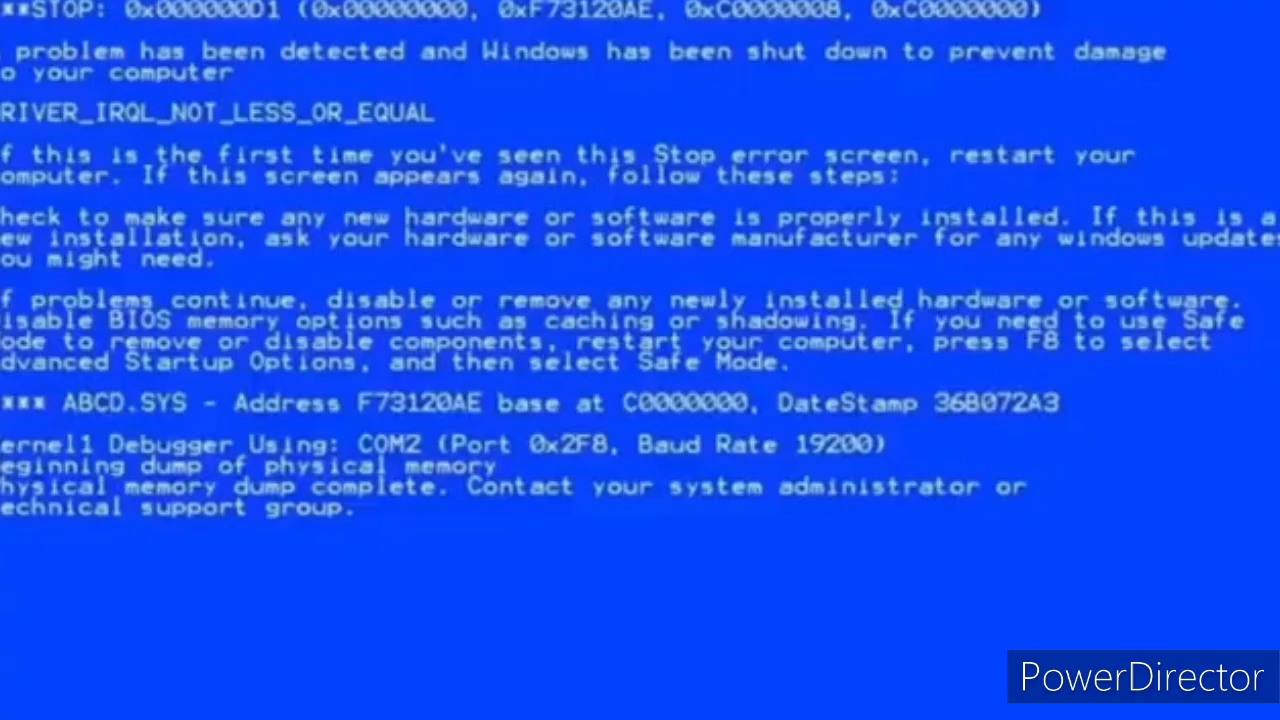 **STOP: 0x000000D1 (0x00000000, 0xF73120AE, 0xC0000008, 0xC0000000)
problem has been detected and Windows has been shut down to prevent damage
o your computer
RIVER_IRQL_NOT_LESS_OR_EQUAL
f this is the first time you've seen this Stop error screen, restart your
omputer. If this screen appears again, follow these steps:
heck to make sure any new hardware or software is properly installed. If this is a
ew installation, ask your hardware or software manufacturer for any windows updates
ou might need.
f problems continue, disable or remove any newly installed hardware or software.
isable BIOS memory options such as caching or shadowing. If you need to use Safe
ode to remove or disable components, restart your computer, press F8 to select
dvanced Startup Options, and then select Safe Mode.
*** ABCD.SYS - Address F73120AE base at C0000000, DateStamp 36B072A3
ernel1 Debugger Using: COM2 (Port 0x2F8, Baud Rate 19200)
eginning dump of physical memory
hysical memory dump complete. Contact your system administrator or
echnical support group.
PowerDirector